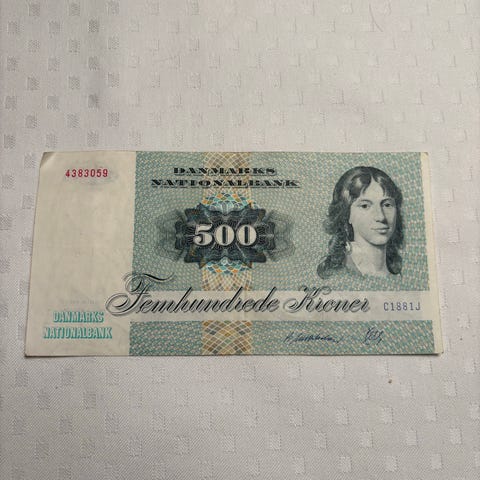 4383059
DANMARKS
NATIONALBANK
500
Femhundrede Kroner
C1881J
DANMARKS
NATIONALBANK